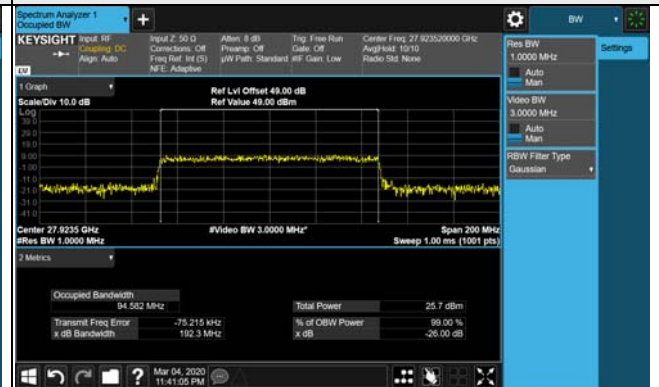 Spectrum Analyzer 1
Occupied BW
BW
KEYSIGHT
Input: RF
Coupling: DC
Align: Auto
Input Z: 50 Ω
Corrections: Off
Freq Ref: Int (S)
NFE: Adaptive
Atten: 8 dB
Preamp: Off
µW Path: Standard
Trig: Free Run
Gate: Off
#IF Gain: Low
Center Freq: 27.923520000 GHz
Avg|Hold: 10/10
Radio Std: None
LXI
1 Graph
Scale/Div 10.0 dB
Ref Lvl Offset 49.00 dB
Ref Value 49.00 dBm
Log
39.0
29.0
19.0
9.00
-1.00
-11.0
-21.0
-31.0
-41.0
Center 27.9235 GHz
#Res BW 1.0000 MHz
#Video BW 3.0000 MHz*
Span 200 MHz
Sweep 1.00 ms (1001 pts)
2 Metrics
Occupied Bandwidth
94.582 MHz
Total Power 25.7 dBm
Transmit Freq Error -75.215 kHz
% of OBW Power 99.00 %
x dB Bandwidth 192.3 MHz
x dB -26.00 dB
Mar 04, 2020
11:41:05 PM
Res BW
1.0000 MHz
Auto
Man
Video BW
3.0000 MHz
Auto
Man
RBW Filter Type
Gaussian
Settings